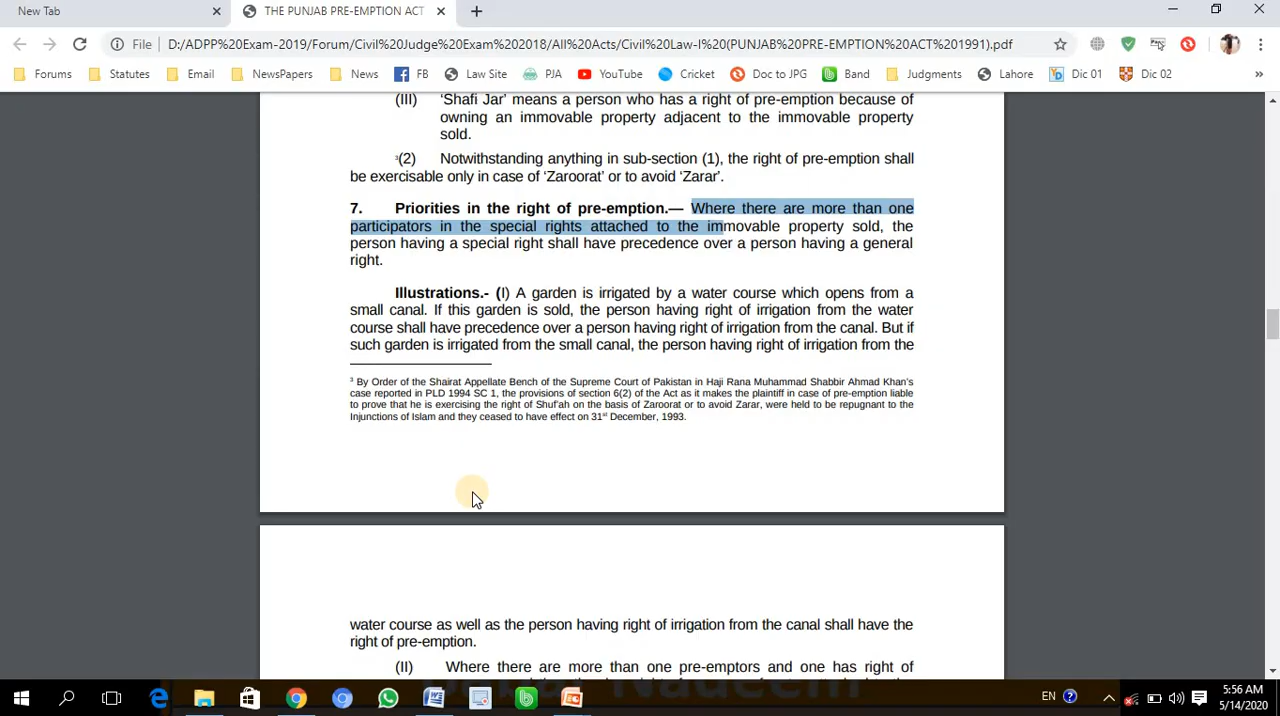 New Tab
THE PUNJAB PRE-EMPTION ACT
File
D:/ADPP%20Exam-2019/Forum/Civil%20Judge%20Exam%202018/All%20Acts/Civil%20Law-I%20(PUNJAB%20PRE-EMPTION%20ACT%201991).pdf
Forums Statutes Email NewsPapers News FB Law Site PJA YouTube Cricket Doc to JPG Band Judgments Lahore Dic 01 Dic 02 »
(III) 'Shafi Jar' means a person who has a right of pre-emption because of
owning an immovable property adjacent to the immovable property
sold.
3(2) Notwithstanding anything in sub-section (1), the right of pre-emption shall
be exercisable only in case of 'Zaroorat' or to avoid 'Zarar'.
7. Priorities in the right of pre-emption.— Where there are more than one
participators in the special rights attached to the immovable property sold, the
person having a special right shall have precedence over a person having a general
right.
Illustrations.- (I) A garden is irrigated by a water course which opens from a
small canal. If this garden is sold, the person having right of irrigation from the water
course shall have precedence over a person having right of irrigation from the canal. But if
such garden is irrigated from the small canal, the person having right of irrigation from the
3 By Order of the Shairat Appellate Bench of the Supreme Court of Pakistan in Haji Rana Muhammad Shabbir Ahmad Khan's
case reported in PLD 1994 SC 1, the provisions of section 6(2) of the Act as it makes the plaintiff in case of pre-emption liable
to prove that he is exercising the right of Shuf'ah on the basis of Zaroorat or to avoid Zarar, were held to be repugnant to the
Injunctions of Islam and they ceased to have effect on 31st December, 1993.
water course as well as the person having right of irrigation from the canal shall have the
right of pre-emption.
(II) Where there are more than one pre-emptors and one has right of
EN
5:56 AM
5/14/2020